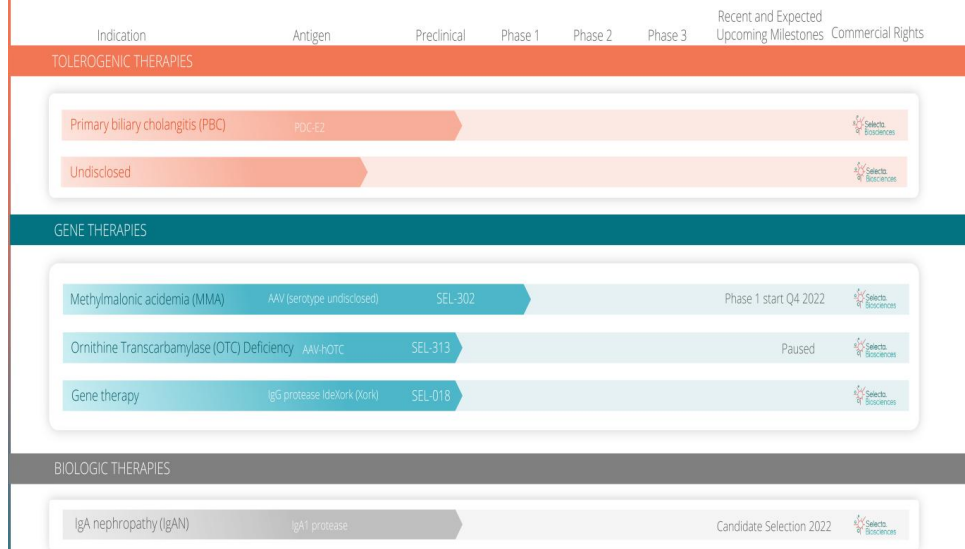 Recent and Expected
Indication Antigen Preclinical Phase 1 Phase 2 Phase 3 Upcoming Milestones Commercial Rights
TOLEROGENIC THERAPIES
Primary biliary cholangitis (PBC) PDC-E2 Selecta
Biosciences
Undisclosed Selecta
Biosciences
GENE THERAPIES
Methylmalonic acidemia (MMA) AAV (serotype undisclosed) SEL-302 Phase 1 start Q4 2022 Selecta
Biosciences
Ornithine Transcarbamylase (OTC) Deficiency AAV-hOTC SEL-313 Paused Selecta
Biosciences
Gene therapy IgG protease IdeXork (Xork) SEL-018 Selecta
Biosciences
BIOLOGIC THERAPIES
IgA nephropathy (IgAN) IgA1 protease Candidate Selection 2022 Selecta
Biosciences